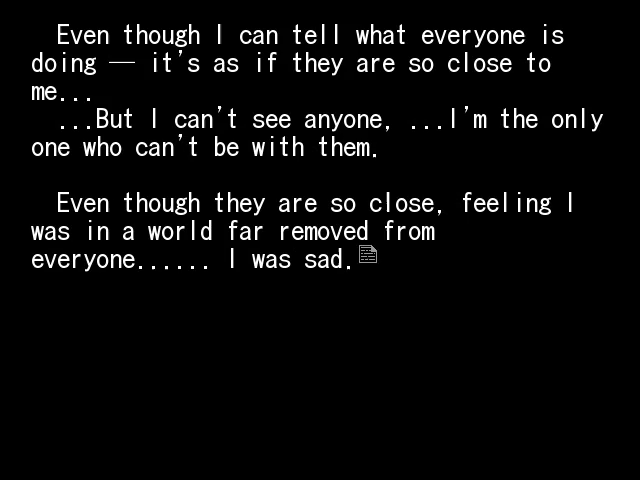 Even though I can tell what everyone is
doing ― it's as if they are so close to
me...
...But I can't see anyone, ...I'm the only
one who can't be with them.
Even though they are so close, feeling I
was in a world far removed from
everyone...... I was sad.